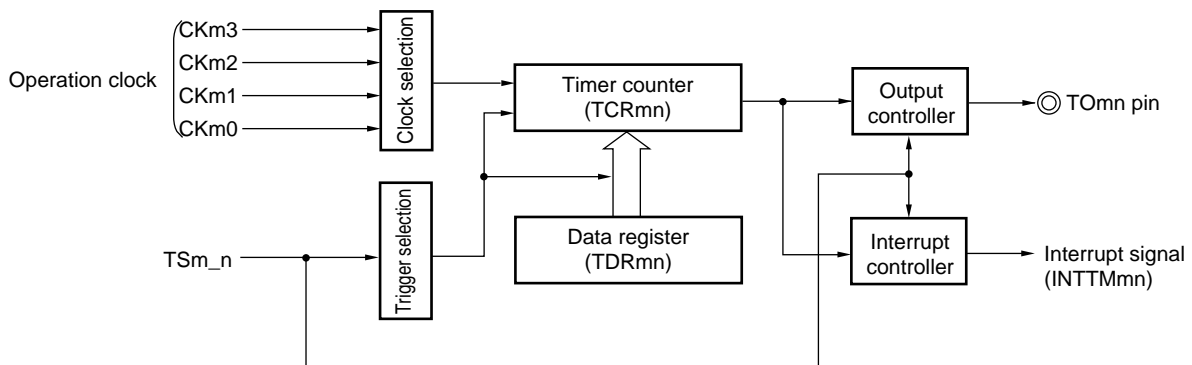 CKm3
CKm2
Operation clock
CKm1
CKm0
Clock selection
Timer counter
(TCRmn)
Output
controller
TOmn pin
TSm_n
Trigger selection
Data register
(TDRmn)
Interrupt
controller
Interrupt signal
(INTTMmn)